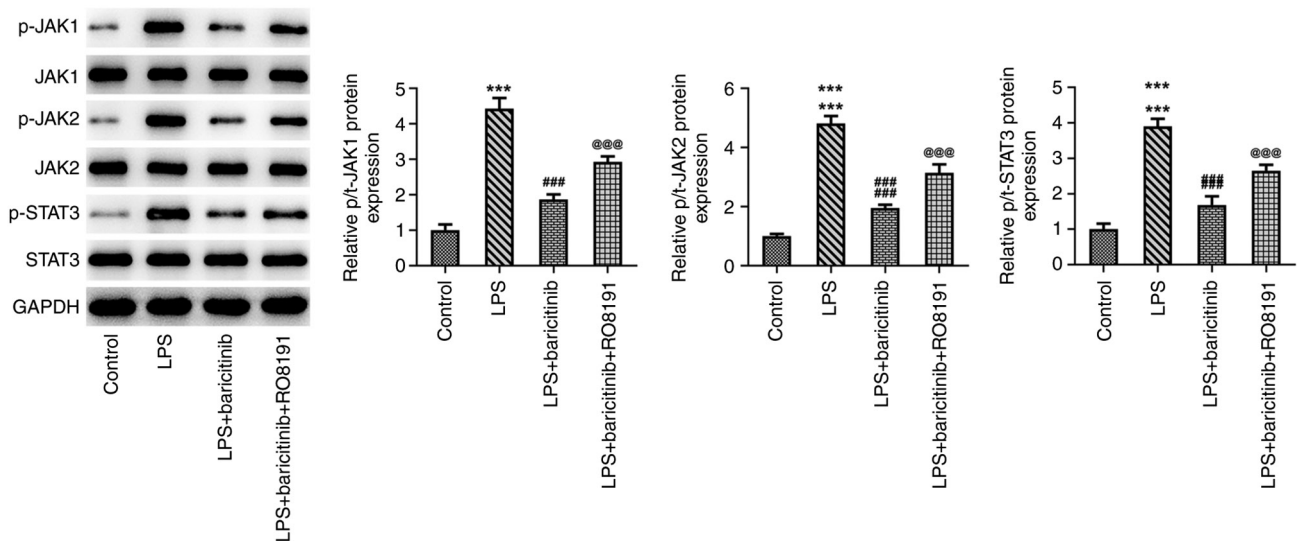 p-JAK1
JAK1
p-JAK2
JAK2
p-STAT3
STAT3
GAPDH
Control
LPS
LPS+baricitinib
LPS+baricitinib+RO8191
Relative p/t-JAK1 protein
expression
5
4
3
2
1
0
***
###
@@@
Control
LPS
LPS+baricitinib
LPS+baricitinib+RO8191
Relative p/t-JAK2 protein
expression
6
4
2
0
***
***
###
###
@@@
Control
LPS
LPS+baricitinib
LPS+baricitinib+RO8191
Relative p/t-STAT3 protein
expression
5
4
3
2
1
0
***
***
###
###
@@@
Control
LPS
LPS+baricitinib
LPS+baricitinib+RO8191